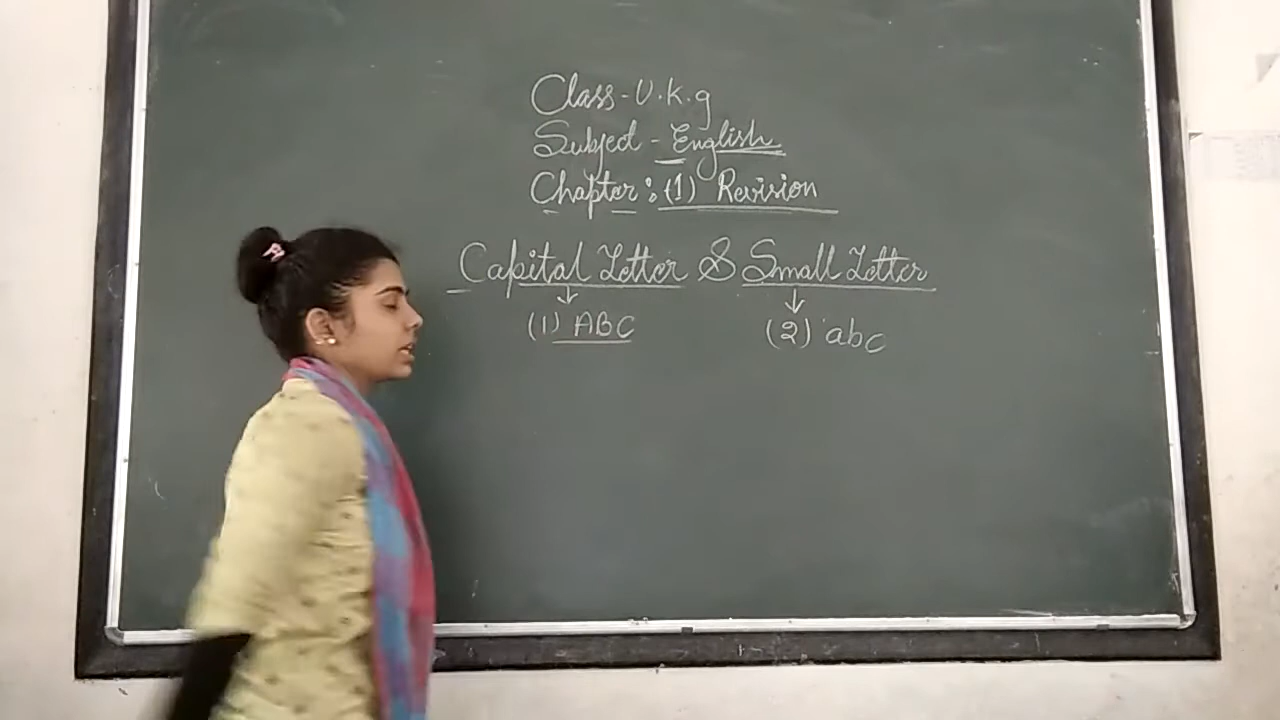 Class - U.K.g
Subject - English
Chapter : (1) Revision
Capital Letter & Small Letter
(1) ABC (2) abc